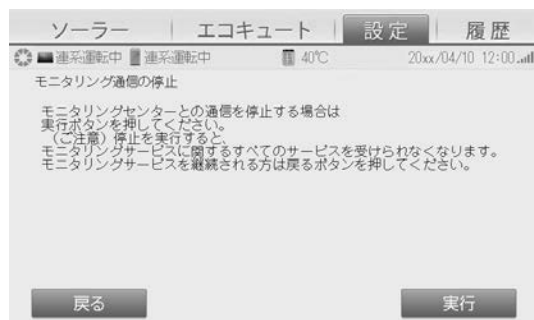 ソーラー エコキュート 設定 履歴
連系運転中 連系運転中 40℃ 20xx/04/10 12:00
モニタリング通信の停止
モニタリングセンターとの通信を停止する場合は
実行ボタンを押してください。
（ご注意）停止を実行すると、
モニタリングサービスに関するすべてのサービスを受けられなくなります。
モニタリングサービスを継続される方は戻るボタンを押してください。
戻る 実行